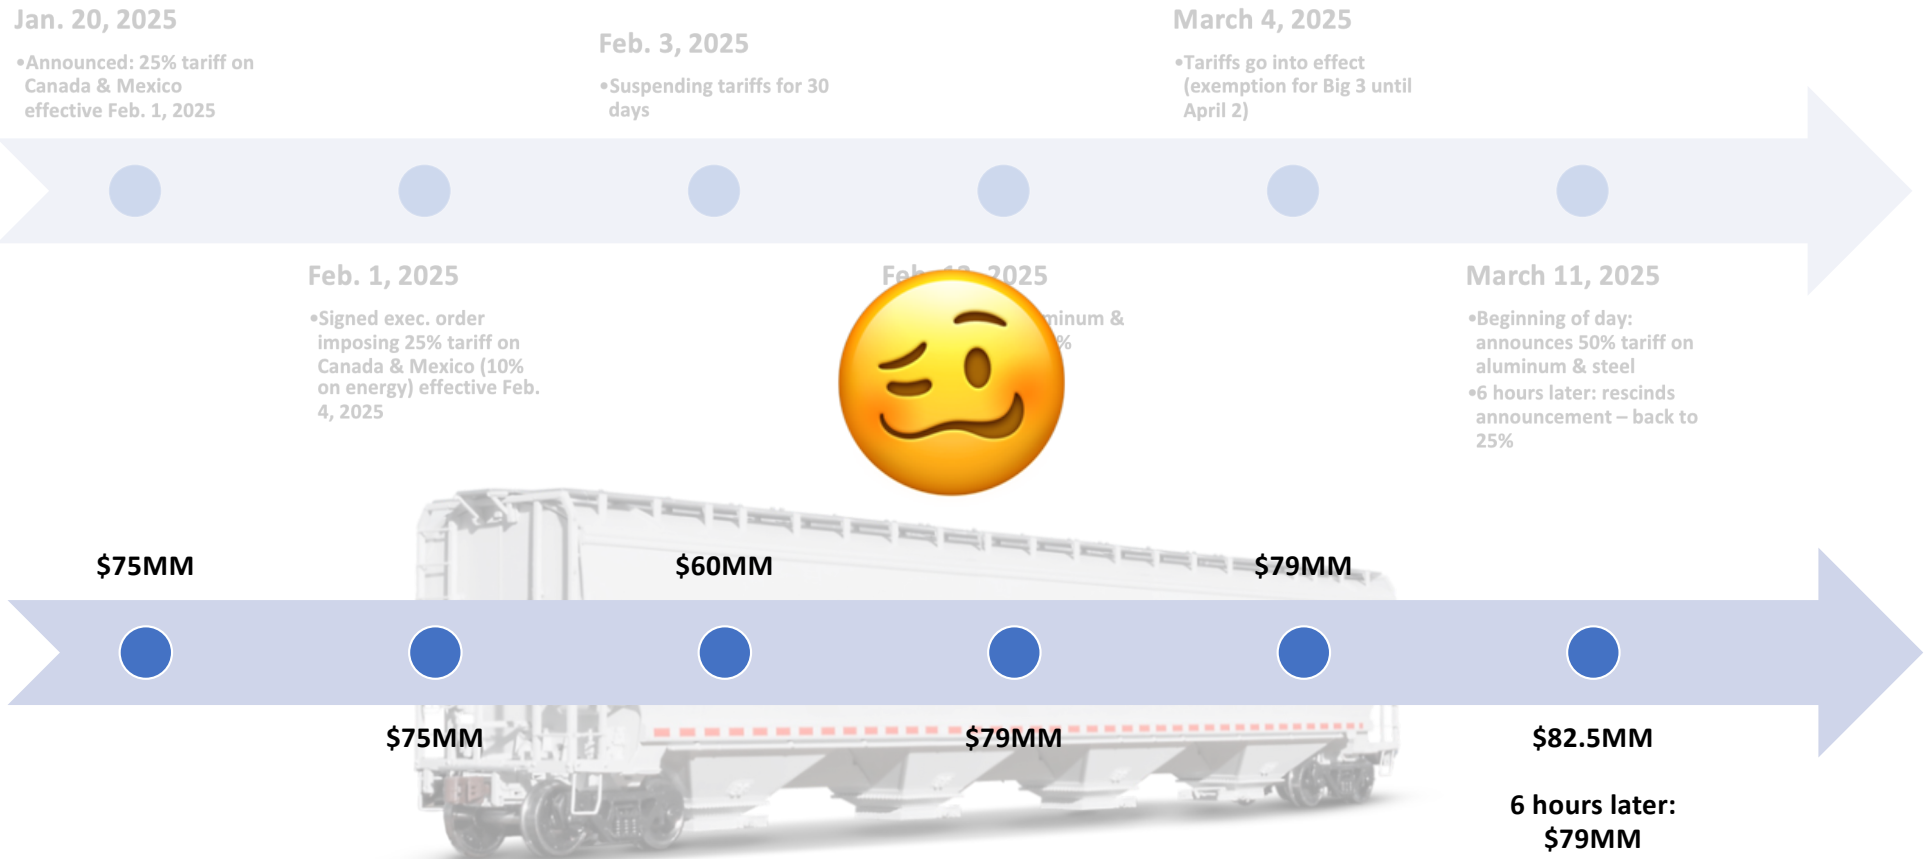 Jan. 20, 2025
•Announced: 25% tariff on
Canada & Mexico
effective Feb. 1, 2025
Feb. 3, 2025
•Suspending tariffs for 30
days
March 4, 2025
•Tariffs go into effect
(exemption for Big 3 until
April 2)
Feb. 1, 2025
•Signed exec. order
imposing 25% tariff on
Canada & Mexico (10%
on energy) effective Feb.
4, 2025
2025
&
%
March 11, 2025
•Beginning of day:
announces 50% tariff on
aluminum & steel
•6 hours later: rescinds
announcement – back to
25%
$75MM
$60MM
$79MM
$75MM
$79MM
$82.5MM
6 hours later:
$79MM